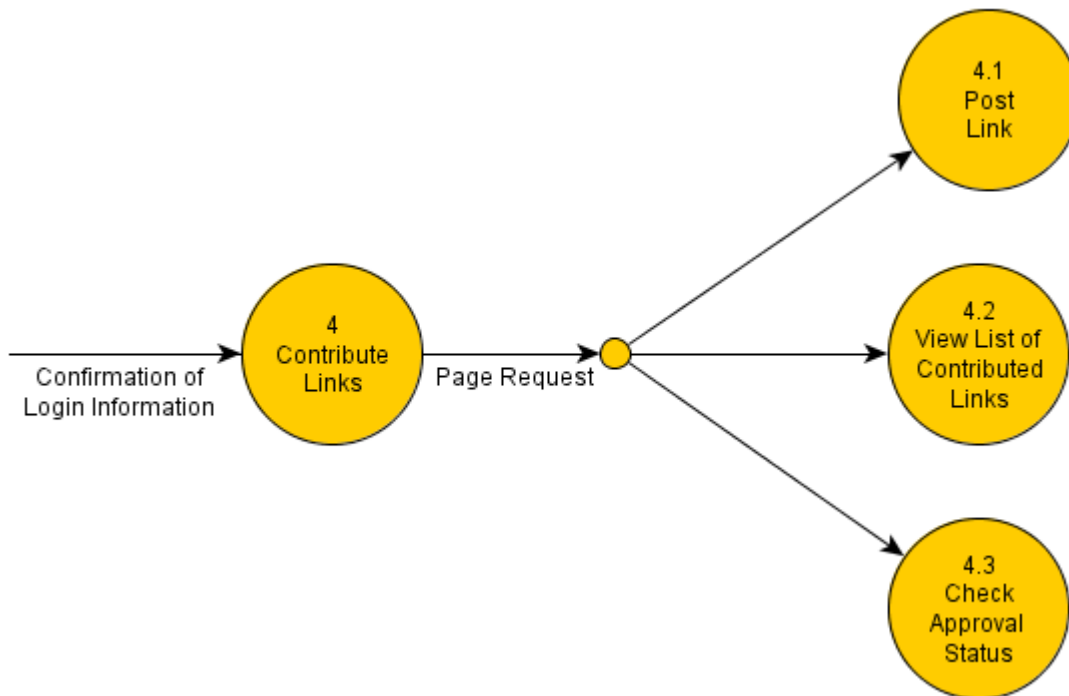 4.1
Post
Link
4
Contribute
Links
Confirmation of
Login Information
Page Request
4.2
View List of
Contributed
Links
4.3
Check
Approval
Status